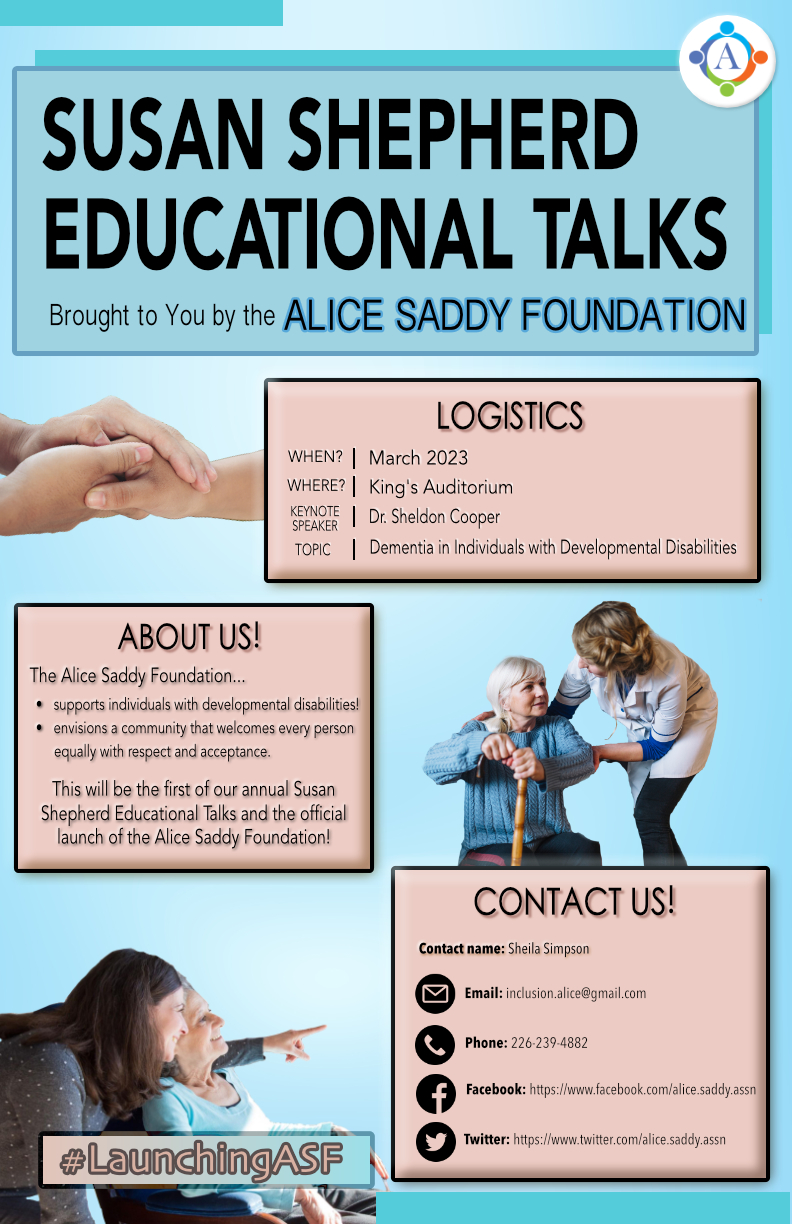 A
SUSAN SHEPHERD
EDUCATIONAL TALKS
Brought to You by the ALICE SADDY FOUNDATION
LOGISTICS
WHEN? | March 2023
WHERE? | King's Auditorium
KEYNOTE
SPEAKER | Dr. Sheldon Cooper
TOPIC | Dementia in Individuals with Developmental Disabilities
ABOUT US!
The Alice Saddy Foundation...
• supports individuals with developmental disabilities!
• envisions a community that welcomes every person
equally with respect and acceptance.
This will be the first of our annual Susan
Shepherd Educational Talks and the official
launch of the Alice Saddy Foundation!
CONTACT US!
Contact name: Sheila Simpson
Email: inclusion.alice@gmail.com
Phone: 226-239-4882
Facebook: https://www.facebook.com/alice.saddy.assn
Twitter: https://www.twitter.com/alice.saddy.assn
#LaunchingASF